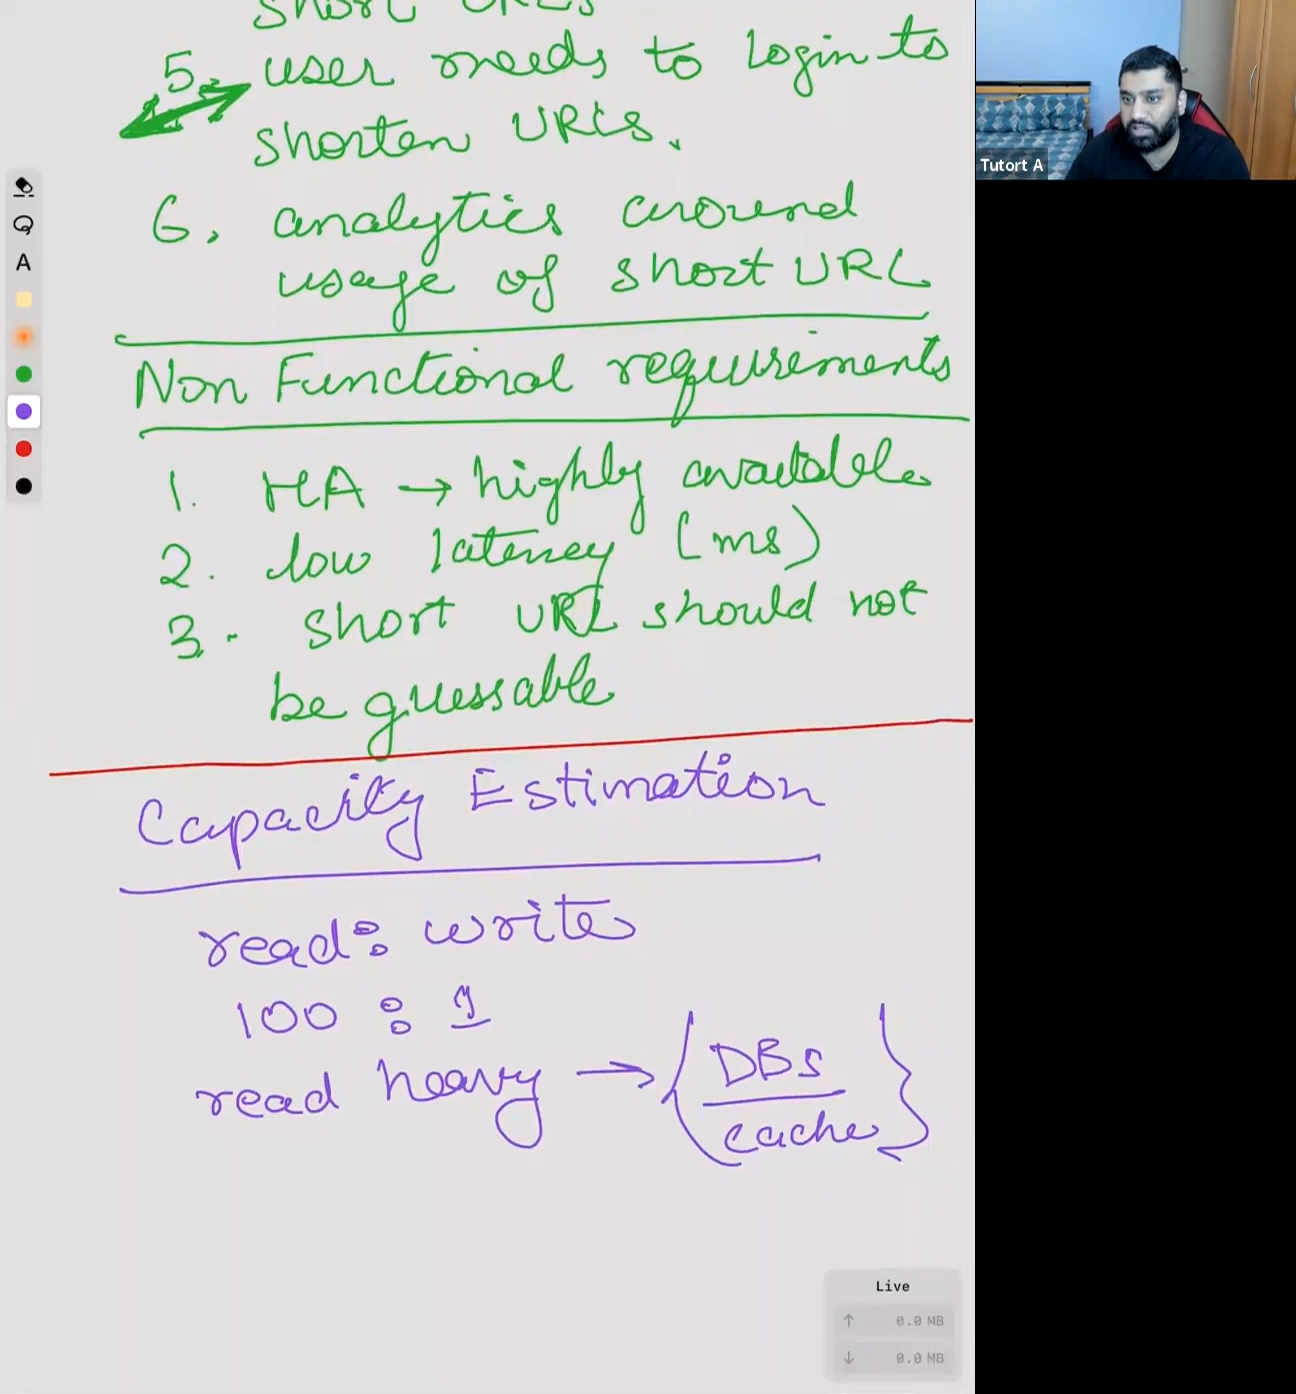 short URLs
5. user needs to login to
shorten URLs.
6. analytics around
usage of short URL
Non Functional requirements
1. HA → highly available
2. low latency (ms)
3. short URL should not
be guessable
Capacity Estimation
read : write
100 : 1
read heavy → { DBs
cache }
Tutort A
A
Live
↑ 0.0 MB
↓ 0.0 MB